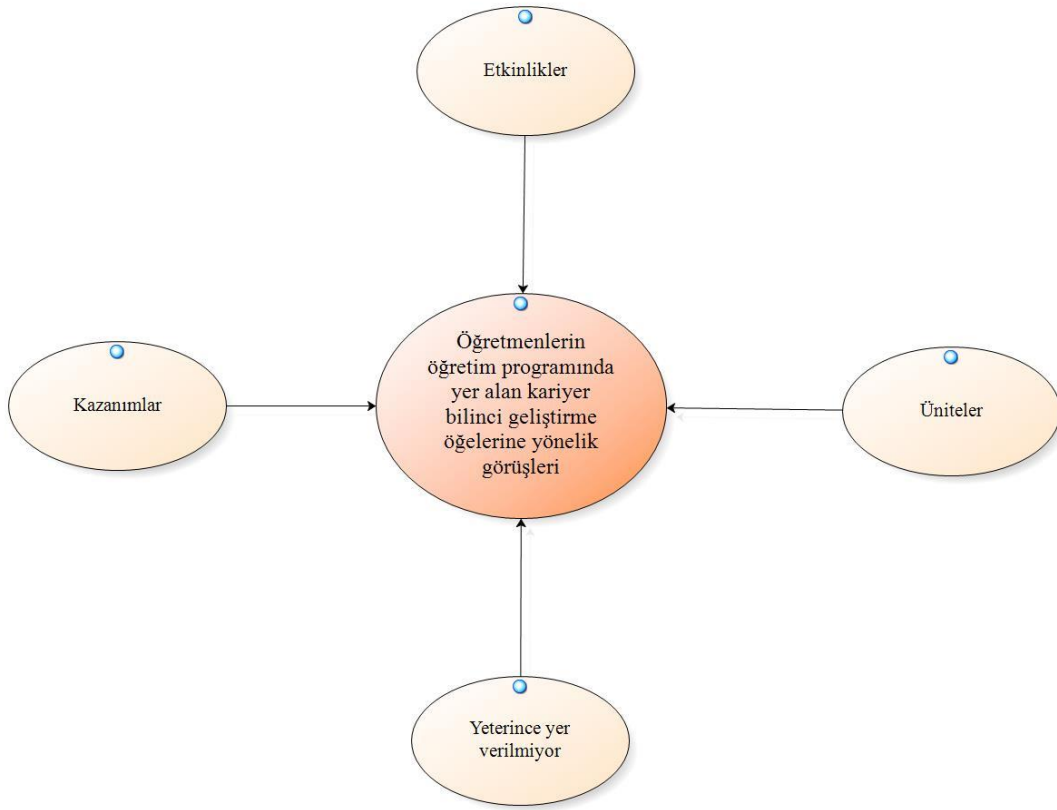 Etkinlikler
Öğretmenlerin
öğretim programında
yer alan kariyer
bilinci geliştirme
öğelerine yönelik
görüşleri
Kazanımlar
Üniteler
Yeterince yer
verilmiyor